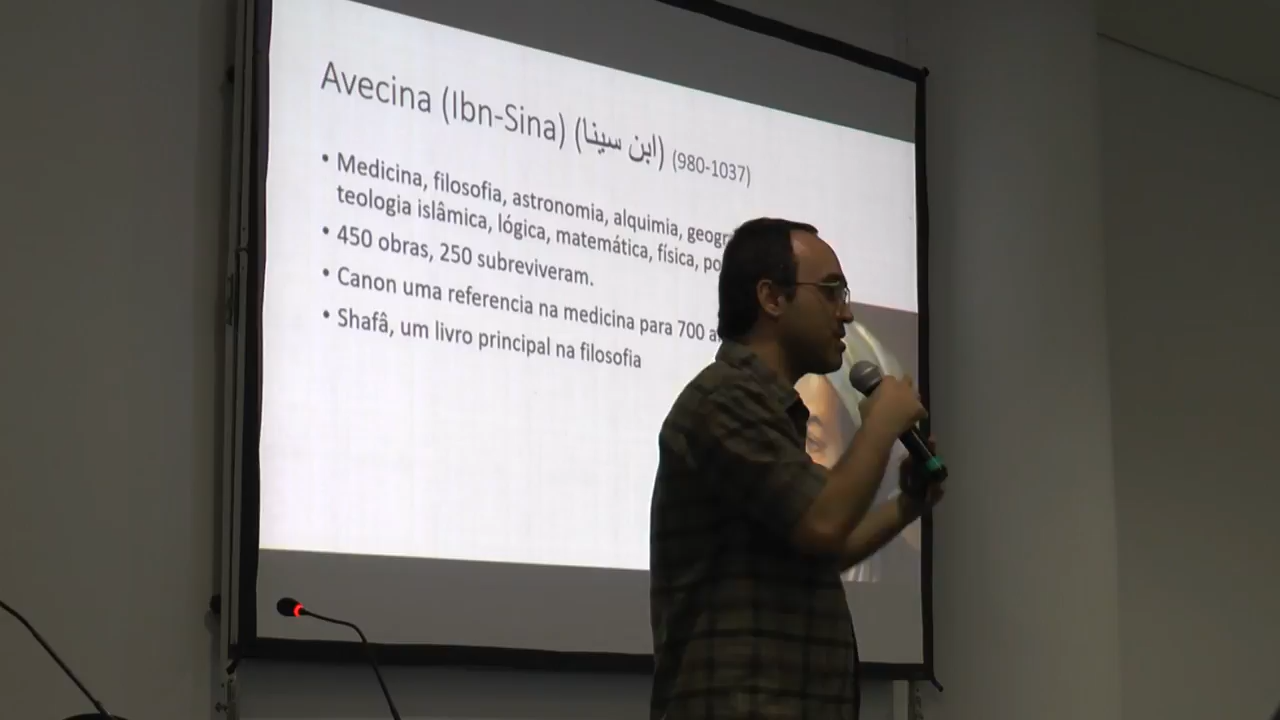 Avecina (Ibn-Sina) (ابن سينا) (980-1037)
• Medicina, filosofia, astronomia, alquimia,
teologia islâmica, lógica, matemática, física,
• 450 obras, 250 subreviveram.
• Canon uma referencia na medicina para 700
• Shafâ, um livro principal na filosofia